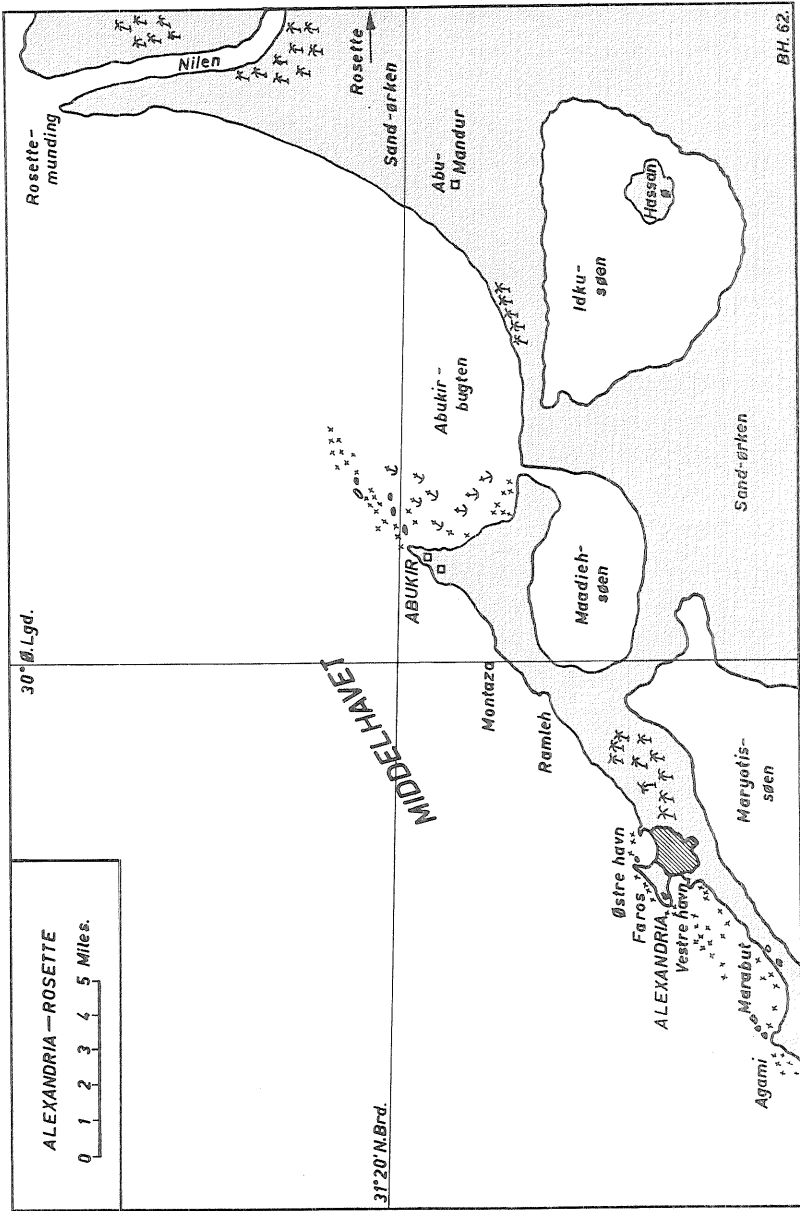 ALEXANDRIA—ROSETTE
0 1 2 3 4 5 Miles.
30° Ø. Lgd.
31° 20' N. Brd.
MIDDELHAVET
Rosette-
munding
Nilen
Rosette
Sand-ørken
Abu-
Mandur
Abukir-
bugten
ABUKIR
Montaza
Ramleh
Østre havn
Faros
ALEXANDRIA
Vestre havn
Marabut
Agami
Maryotis-
søen
Maadieh-
søen
Idku-
søen
Hassan
Sand-ørken
BH. 62.